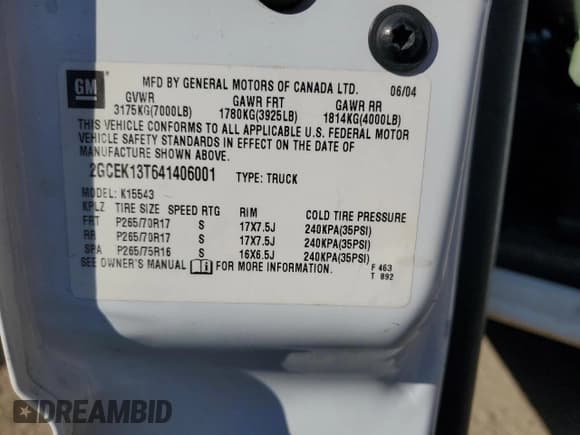 GM
MFD BY GENERAL MOTORS OF CANADA LTD. 06/04
GVWR GAWR FRT GAWR RR
3175KG(7000LB) 1780KG(3925LB) 1814KG(4000LB)
THIS VEHICLE CONFORMS TO ALL APPLICABLE U.S. FEDERAL MOTOR
VEHICLE SAFETY STANDARDS IN EFFECT ON THE DATE OF
MANUFACTURE SHOWN ABOVE.
2GCEK13T641406001 TYPE: TRUCK
MODEL: K15543
KPLZ TIRE SIZE SPEED RTG RIM COLD TIRE PRESSURE
FRT P265/70R17 S 17X7.5J 240KPA(35PSI)
RR P265/70R17 S 17X7.5J 240KPA(35PSI)
SPA P265/75R16 S 16X6.5J 240KPA(35PSI)
SEE OWNER'S MANUAL FOR MORE INFORMATION.
F 463
T 892
DREAMBID